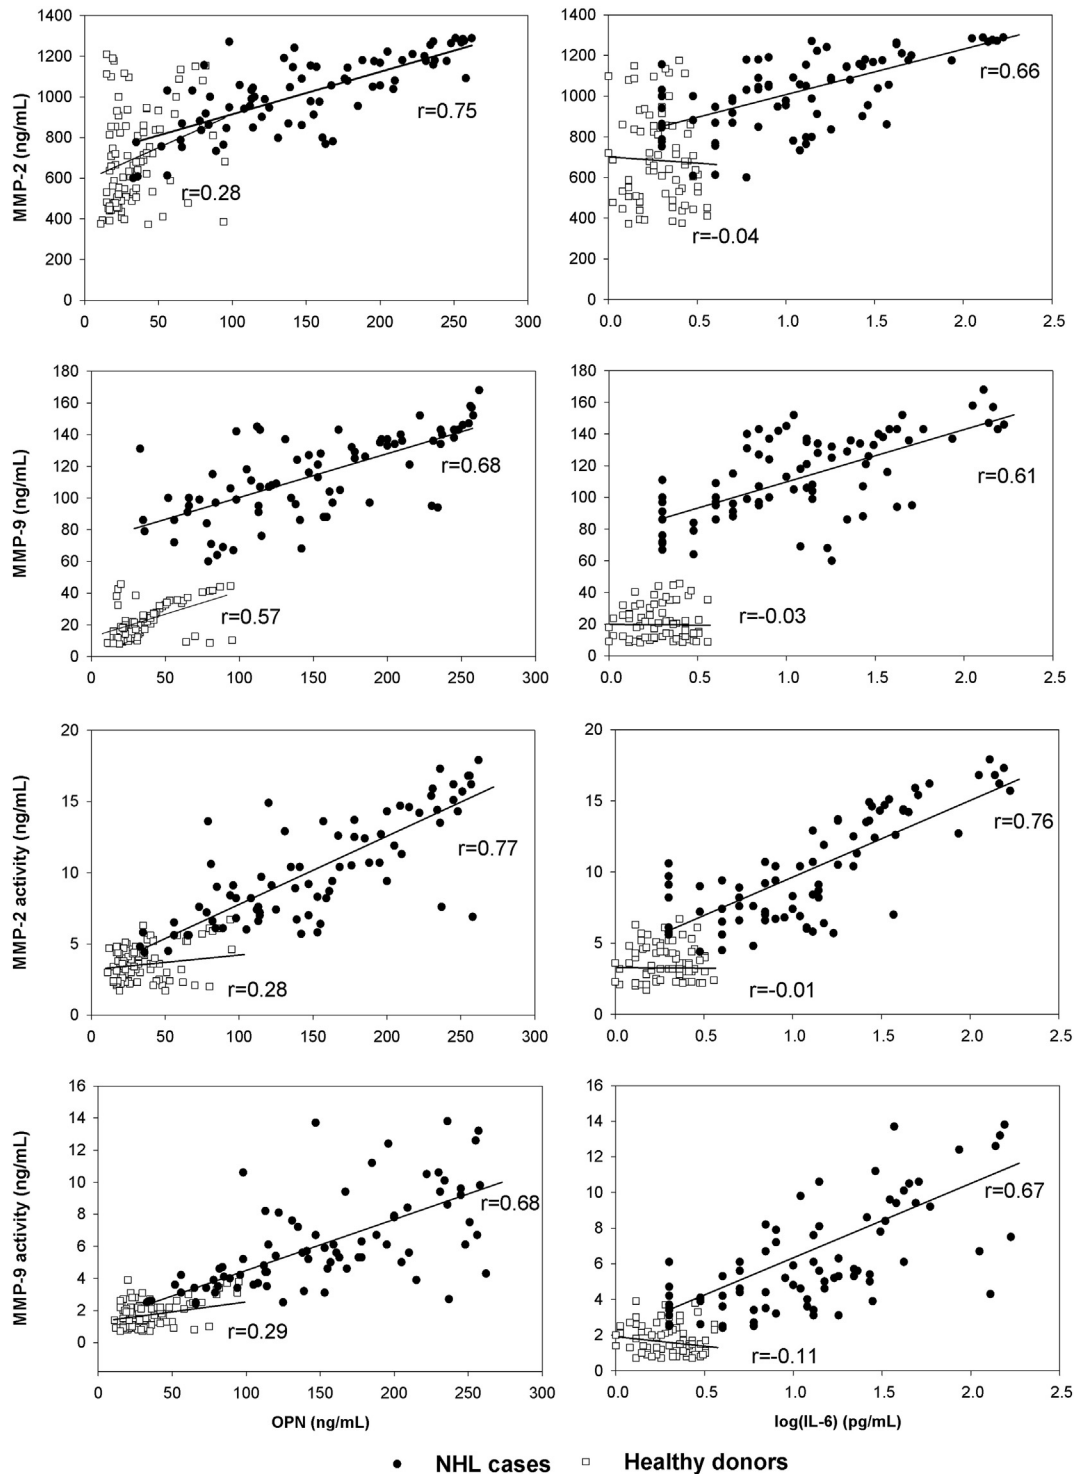 1400
1200
1000
800
600
400
200
0
MMP-2 (ng/mL)
r=0.75
r=0.28
0 50 100 150 200 250 300
1400
1200
1000
800
600
400
200
0
r=0.66
r=-0.04
0.0 0.5 1.0 1.5 2.0 2.5
180
160
140
120
100
80
60
40
20
0
MMP-9 (ng/mL)
r=0.68
r=0.57
0 50 100 150 200 250 300
180
160
140
120
100
80
60
40
20
0
r=0.61
r=-0.03
0.0 0.5 1.0 1.5 2.0 2.5
20
15
10
5
0
MMP-2 activity (ng/mL)
r=0.77
r=0.28
0 50 100 150 200 250 300
20
15
10
5
0
r=0.76
r=-0.01
0.0 0.5 1.0 1.5 2.0 2.5
16
14
12
10
8
6
4
2
0
MMP-9 activity (ng/mL)
r=0.68
r=0.29
0 50 100 150 200 250 300
OPN (ng/mL)
16
14
12
10
8
6
4
2
0
r=0.67
r=-0.11
0.0 0.5 1.0 1.5 2.0 2.5
log(IL-6) (pg/mL)
NHL cases
Healthy donors